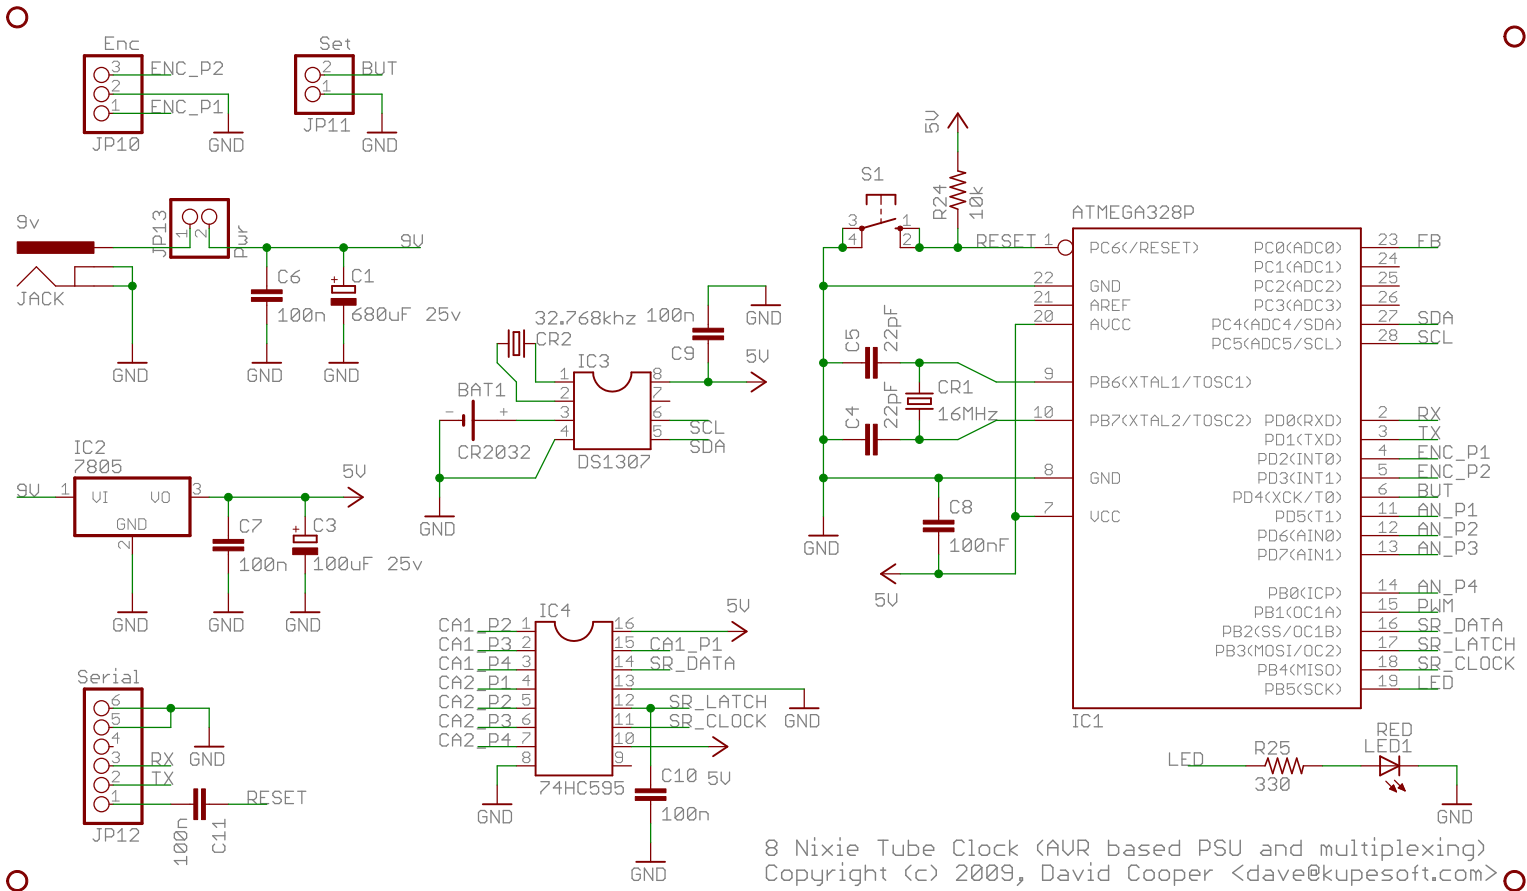 Enc
3 ENC_P2
2
1 ENC_P1
JP10
GND
Set
2 BUT
1
JP11
GND
9v
JP13
1
2
Pwr
9V
JACK
GND
C6
100n
GND
+ C1
680uF 25v
GND
IC2
7805
9V 1 VI VO 3
GND
2
5V
GND
C7
100n
GND
+ C3
100uF 25v
GND
Serial
6
5
4
3 RX
2 TX
1
JP12
GND
100n
C11
RESET
32.768khz
CR2
IC3
BAT1
- +
CR2032
1
2
3
4
8
7
6 SCL
5 SDA
DS1307
GND
100n
C9
GND
5V
IC4
CA1_P2 1
CA1_P3 2
CA1_P4 3
CA2_P1 4
CA2_P2 5
CA2_P3 6
CA2_P4 7
8
16
15 CA1_P1
14 SR_DATA
13
12 SR_LATCH
11 SR_CLOCK
10
9
5V
GND
5V
74HC595
GND
C10
100n
GND
5V
R24
10k
S1
3 1
4 2
RESET 1
22
21
20
C5
22pF
9
CR1
16MHz
10
C4
22pF
8
7
GND
C8
100nF
5V
ATMEGA328P
PC6(/RESET)
GND
AREF
AVCC
PB6(XTAL1/TOSC1)
PB7(XTAL2/TOSC2)
GND
VCC
PC0(ADC0) 23 FB
PC1(ADC1) 24
PC2(ADC2) 25
PC3(ADC3) 26
PC4(ADC4/SDA) 27 SDA
PC5(ADC5/SCL) 28 SCL
PD0(RXD) 2 RX
PD1(TXD) 3 TX
PD2(INT0) 4 ENC_P1
PD3(INT1) 5 ENC_P2
PD4(XCK/T0) 6 BUT
PD5(T1) 11 AN_P1
PD6(AIN0) 12 AN_P2
PD7(AIN1) 13 AN_P3
PB0(ICP) 14 AN_P4
PB1(OC1A) 15 PWM
PB2(SS/OC1B) 16 SR_DATA
PB3(MOSI/OC2) 17 SR_LATCH
PB4(MISO) 18 SR_CLOCK
PB5(SCK) 19 LED
IC1
LED
R25
330
RED
LED1
GND
8 Nixie Tube Clock (AVR based PSU and multiplexing)
Copyright (c) 2009, David Cooper <dave@kupesoft.com>